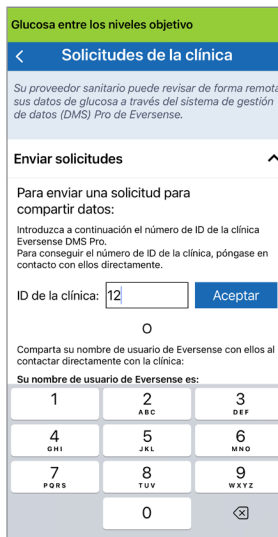 Glucosa entre los niveles objetivo
Solicitudes de la clínica
Su proveedor sanitario puede revisar de forma remota
sus datos de glucosa a través del sistema de gestión
de datos (DMS) Pro de Eversense.
Enviar solicitudes
Para enviar una solicitud para
compartir datos:
Introduzca a continuación el número de ID de la clínica
Eversense DMS Pro.
Para conseguir el número de ID de la clínica, póngase en
contacto con ellos directamente.
ID de la clínica: 12 Aceptar
O
Comparta su nombre de usuario de Eversense con ellos al
contactar directamente con la clínica:
Su nombre de usuario de Eversense es:
1 2 3
ABC DEF
4 5 6
GHI JKL MNO
7 8 9
PQRS TUV WXYZ
0